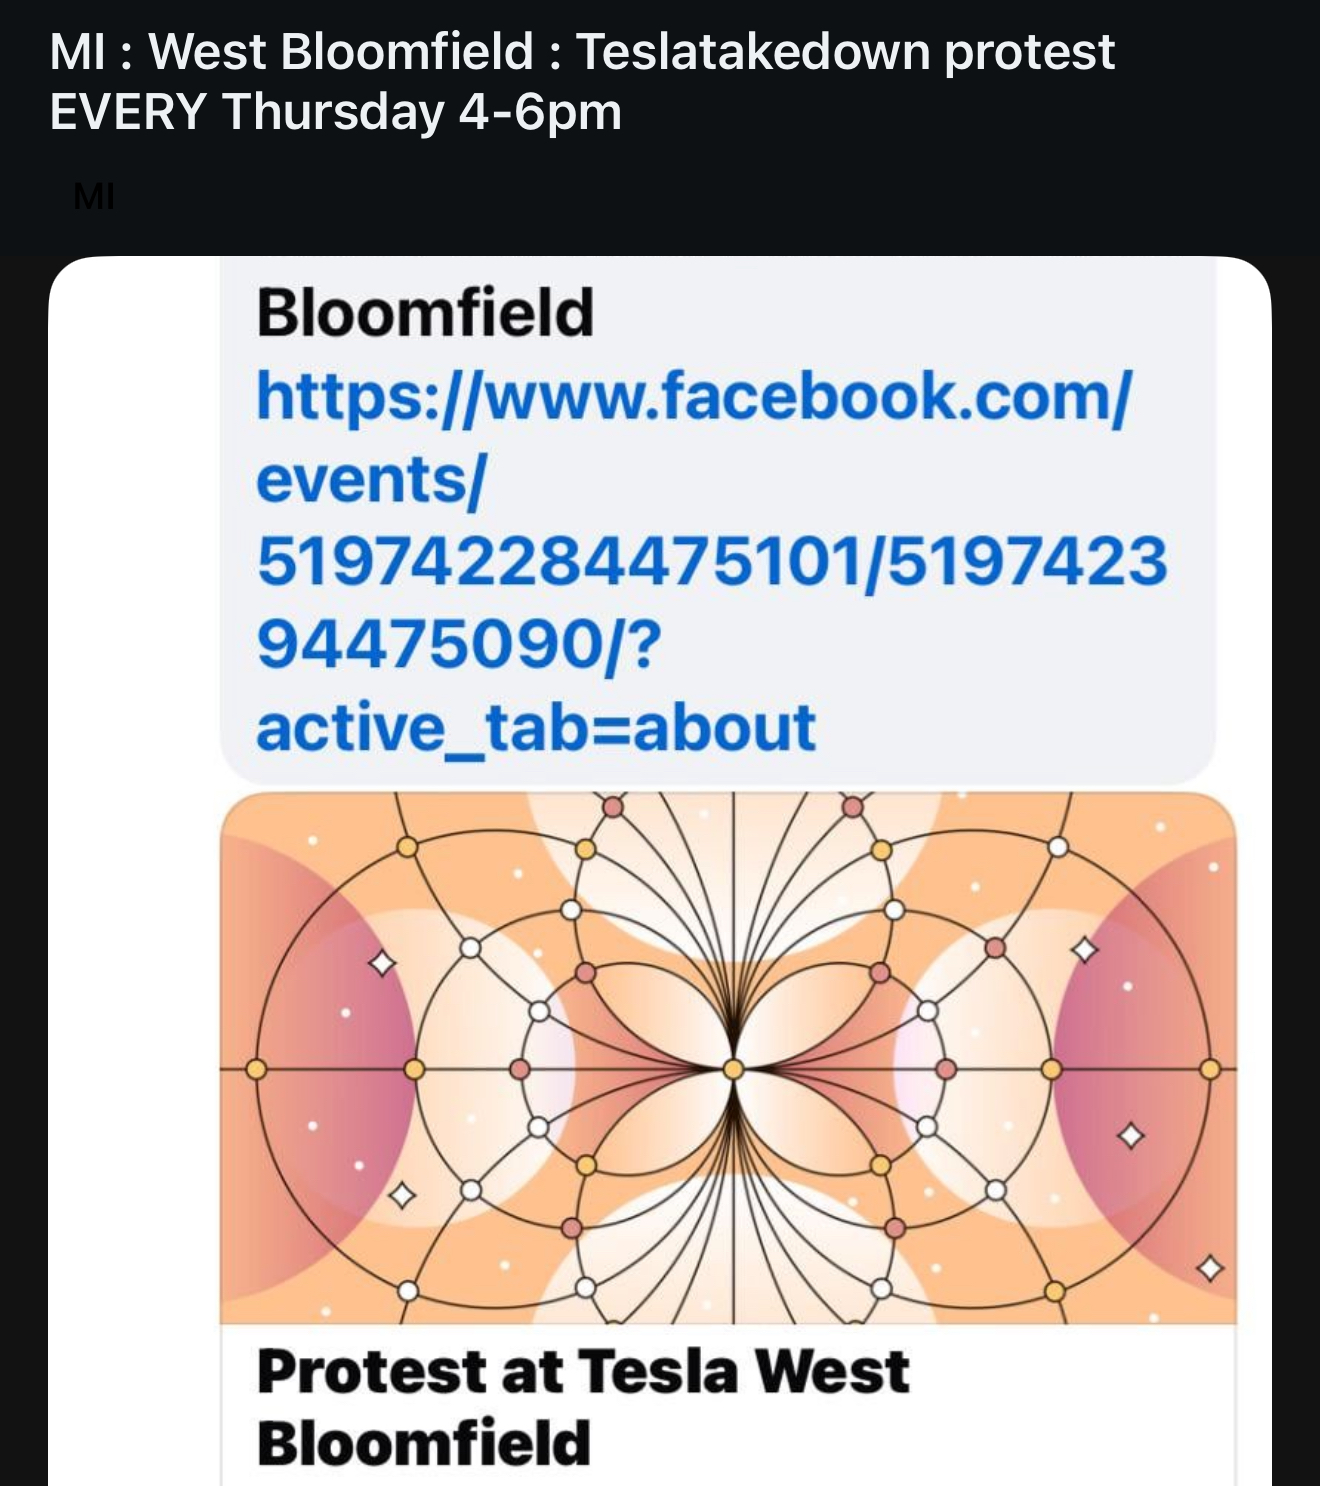 MI : West Bloomfield : Teslatakedown protest
EVERY Thursday 4-6pm
MI
Bloomfield
https://www.facebook.com/
events/
519742284475101/5197423
94475090/?
active_tab=about
Protest at Tesla West
Bloomfield